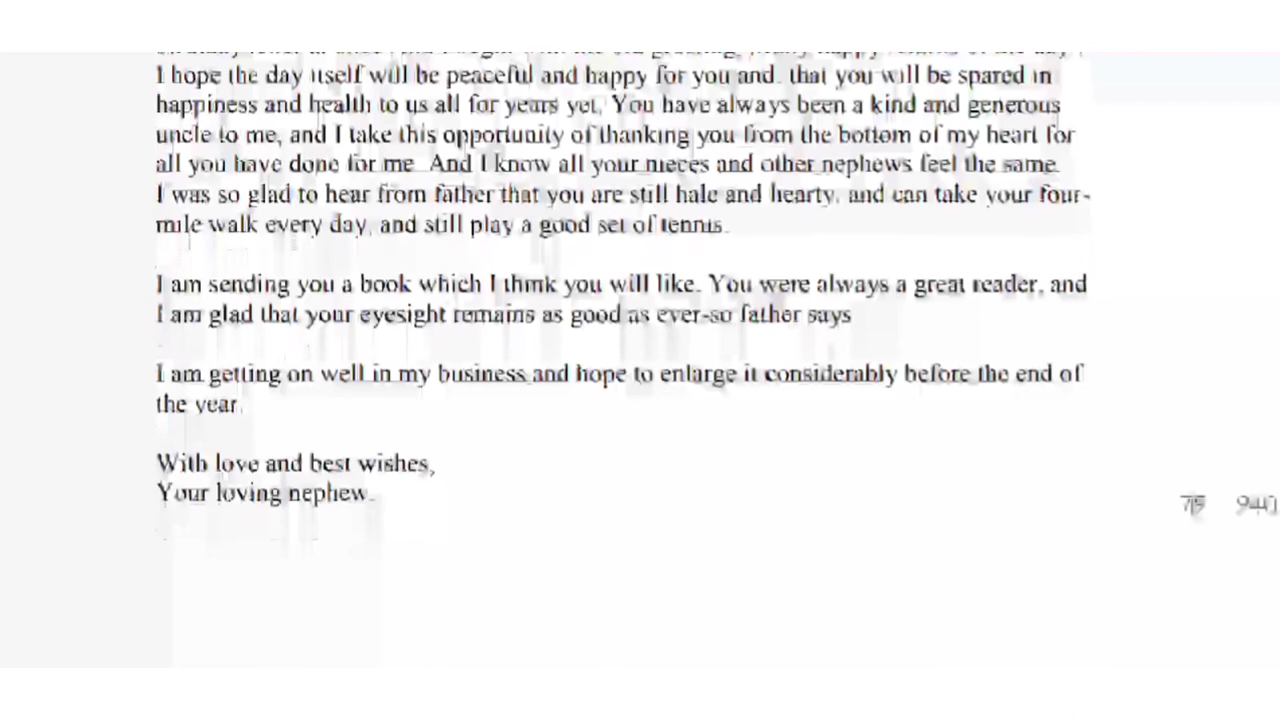 I hope the day itself will be peaceful and happy for you and. that you will be spared in
happiness and health to us all for years yet, You have always been a kind and generous
uncle to me, and I take this opportunity of thanking you from the bottom of my heart for
all you have done for me. And I know all your nieces and other nephews feel the same.
I was so glad to hear from father that you are still hale and hearty, and can take your four-
mile walk every day, and still play a good set of tennis.
I am sending you a book which I think you will like. You were always a great reader, and
I am glad that your eyesight remains as good as ever-so father says
I am getting on well in my business and hope to enlarge it considerably before the end of
the year.
With love and best wishes,
Your loving nephew.